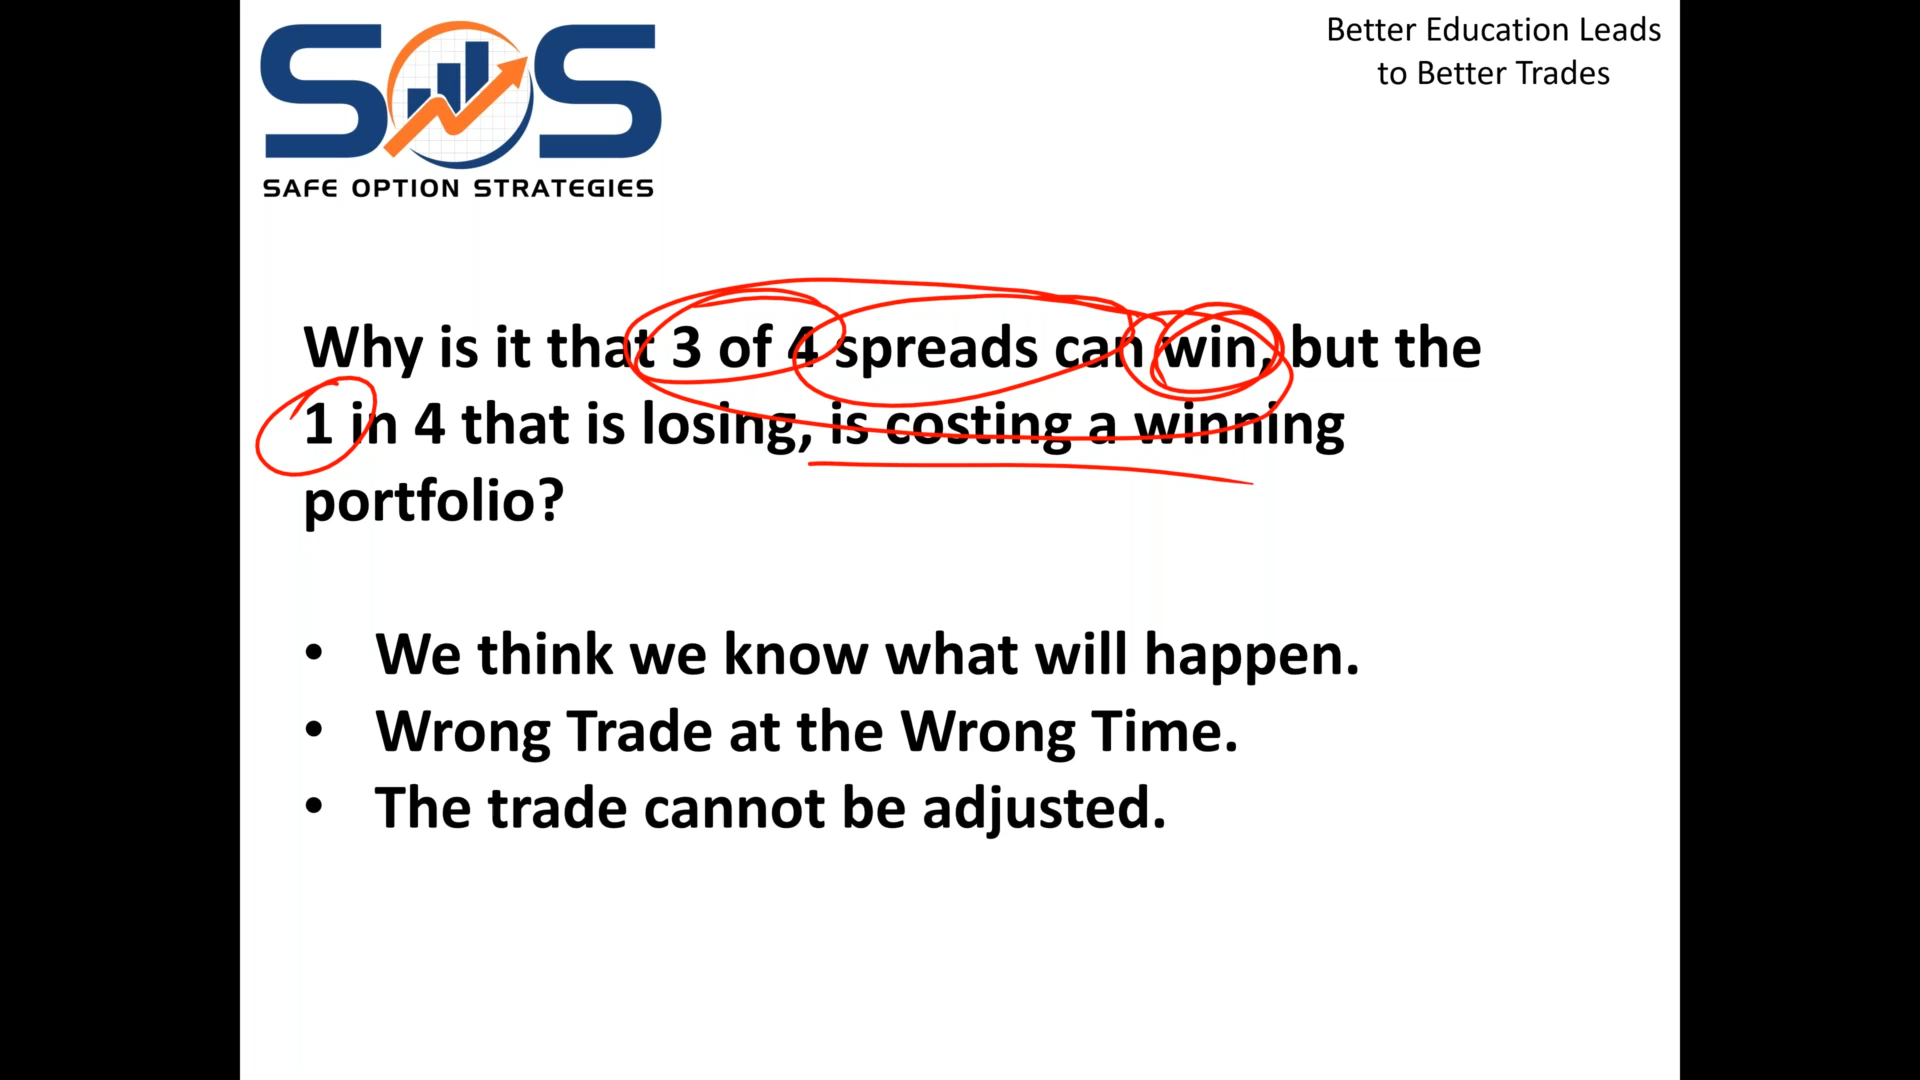 SOS
SAFE OPTION STRATEGIES
Better Education Leads
to Better Trades
Why is it that 3 of 4 spreads can win, but the
1 in 4 that is losing, is costing a winning
portfolio?
• We think we know what will happen.
• Wrong Trade at the Wrong Time.
• The trade cannot be adjusted.